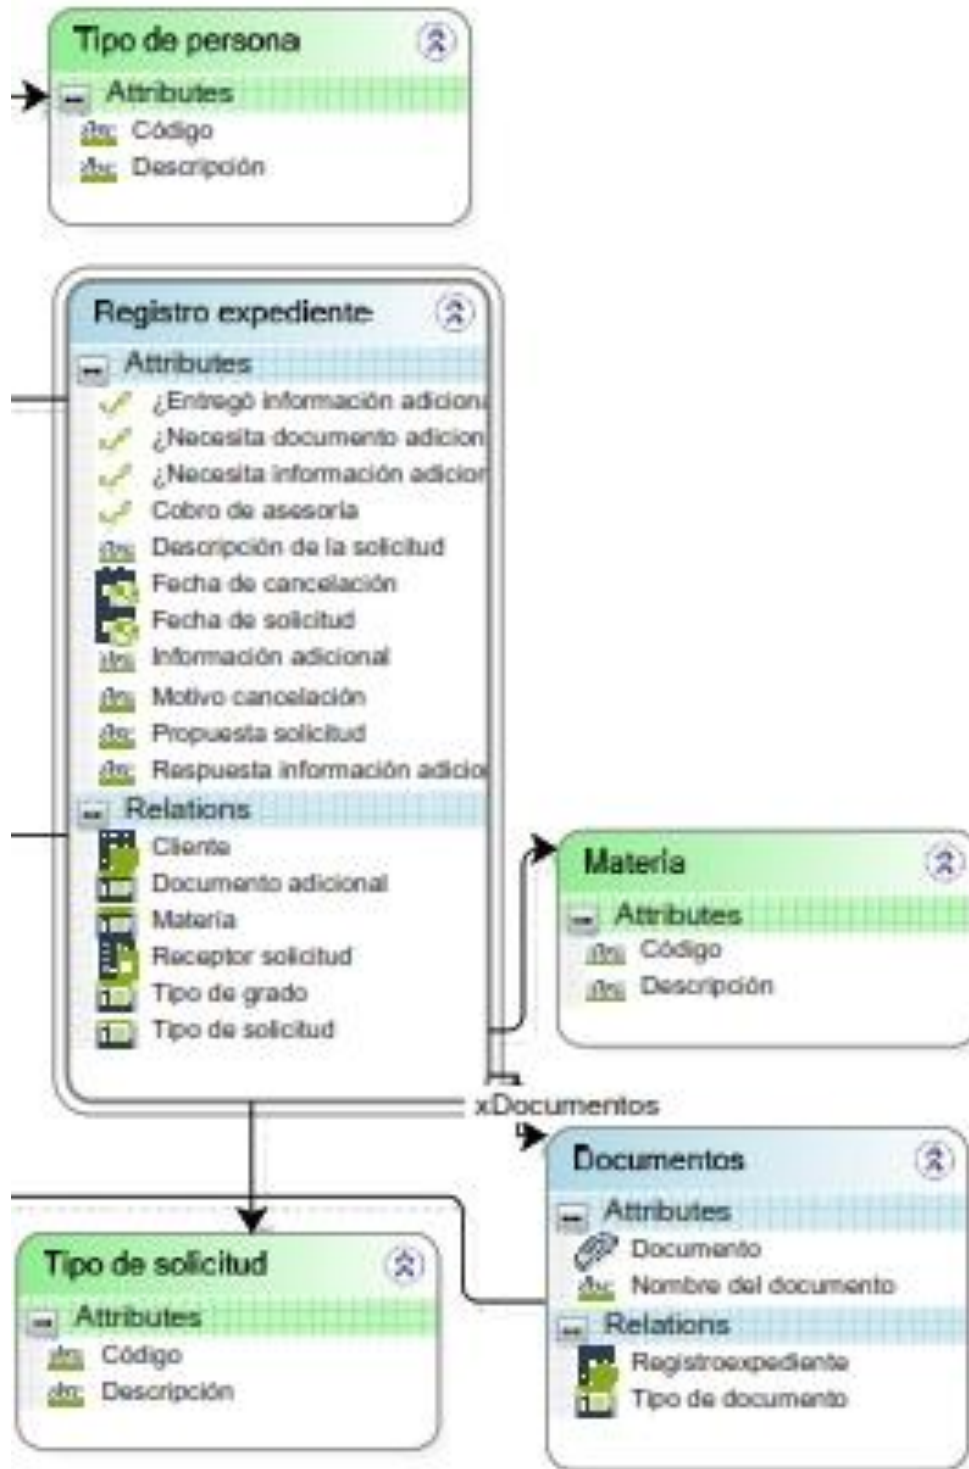 Tipo de persona
Attributes
Código
Descripción
Registro expediente
Attributes
¿Entregó información adiciona
¿Necesita documento adicion
¿Necesita información adicion
Cobro de asesoría
Descripción de la solicitud
Fecha de cancelación
Fecha de solicitud
Información adicional
Motivo cancelación
Propuesta solicitud
Respuesta información adicio
Relations
Cliente
Documento adicional
Materia
Receptor solicitud
Tipo de grado
Tipo de solicitud
Materia
Attributes
Código
Descripción
xDocumentos
Documentos
Attributes
Documento
Nombre del documento
Relations
Registroexpediente
Tipo de documento
Tipo de solicitud
Attributes
Código
Descripción